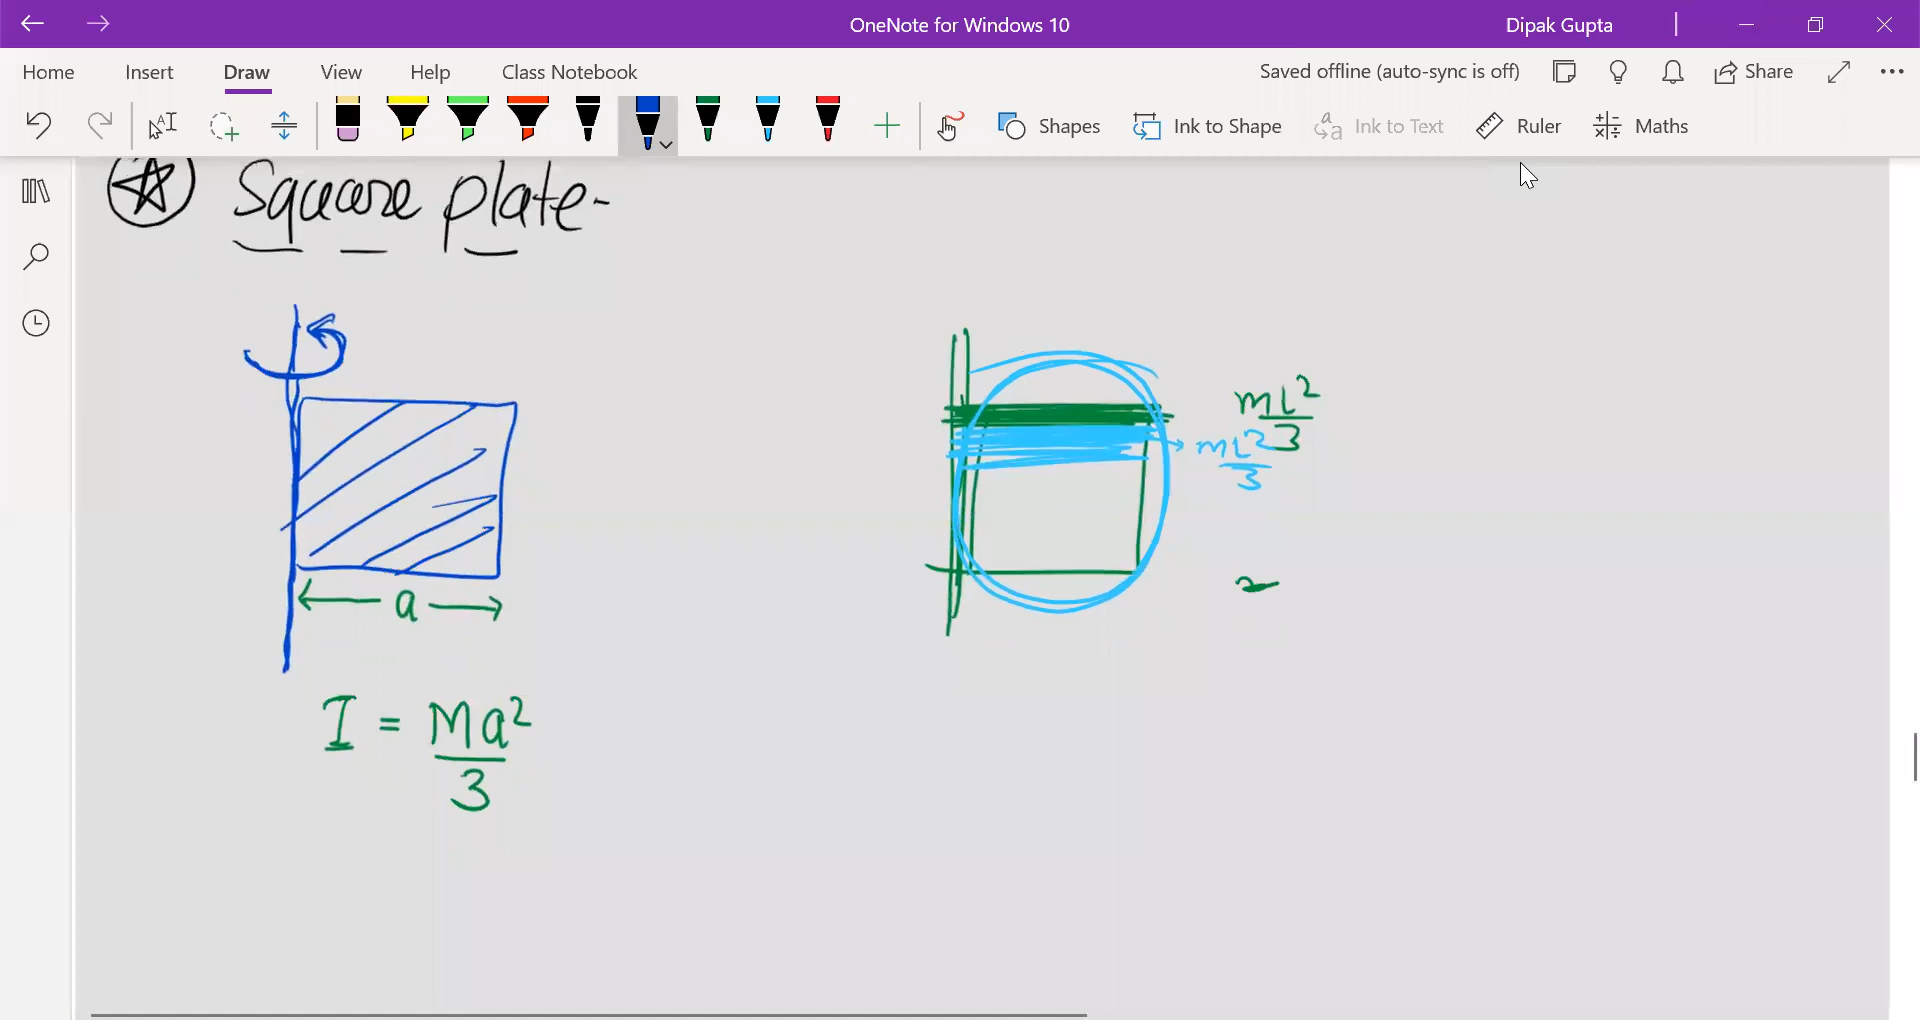 OneNote for Windows 10
Dipak Gupta
Home Insert Draw View Help Class Notebook
Saved offline (auto-sync is off)
Share
Shapes Ink to Shape Ink to Text Ruler Maths
Square plate-
mL²/3
mL²/3
a
I = Ma²/3